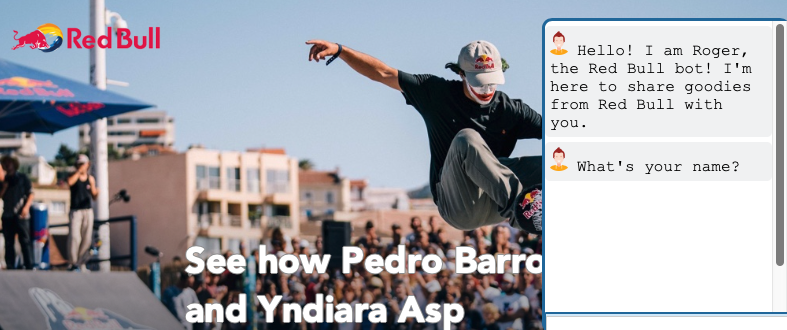 Red Bull
See how Pedro Barro
and Yndiara Asp
Hello! I am Roger,
the Red Bull bot! I'm
here to share goodies
from Red Bull with
you.
What's your name?